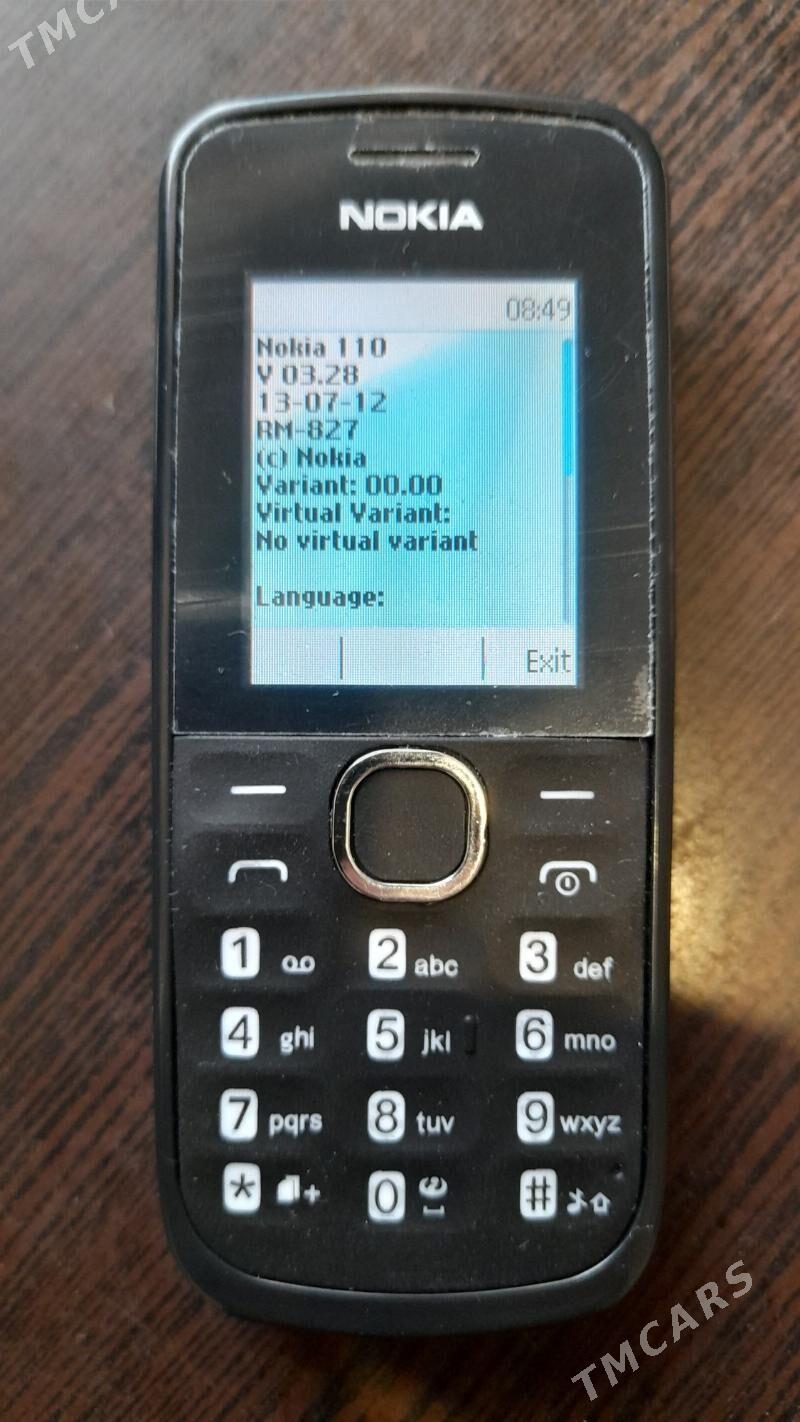 TMCA
NOKIA
08:49
Nokia 110
V 03.28
13-07-12
RM-827
(c) Nokia
Variant: 00.00
Virtual Variant:
No virtual variant
Language:
Exit
1 2 abc 3 def
4 ghi 5 jkl 6 mno
7 pqrs 8 tuv 9 wxyz
* + 0 #
TMCARS